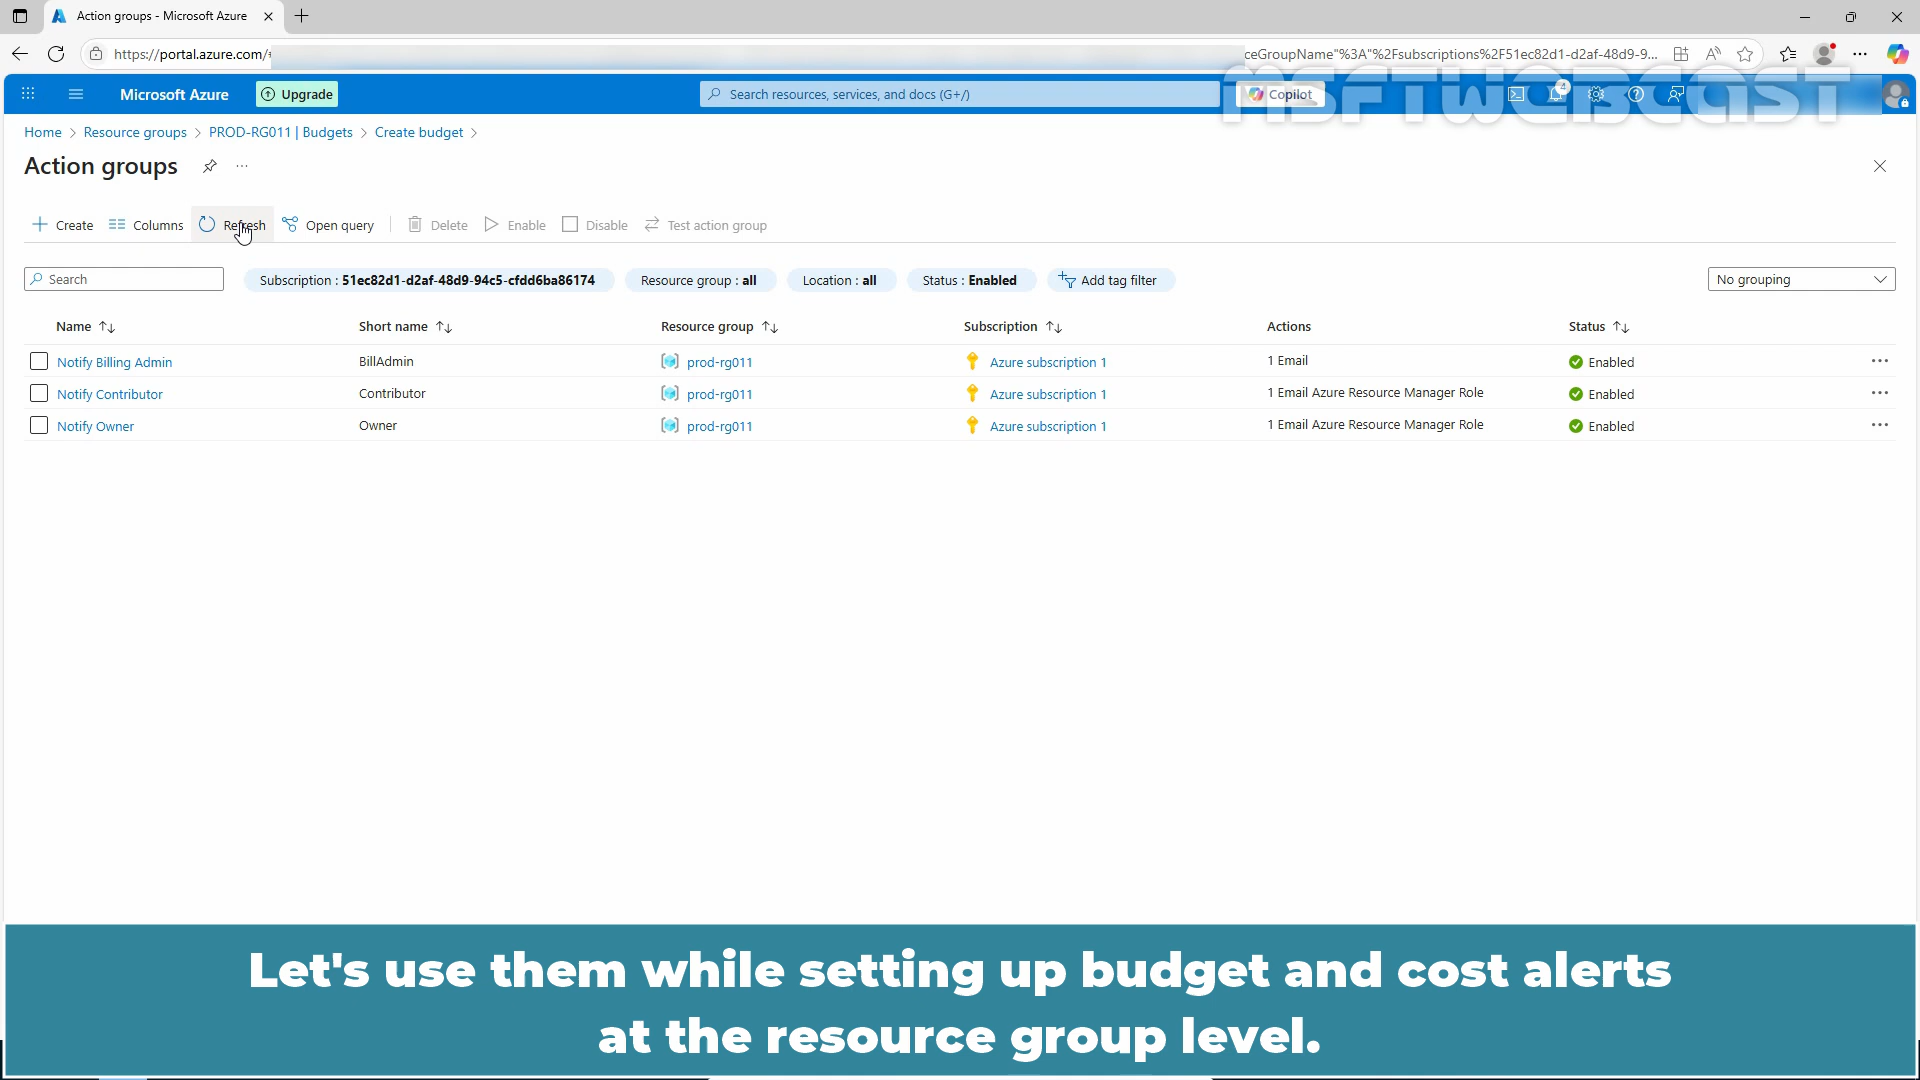 Action groups - Microsoft Azure
https://portal.azure.com/# ceGroupName"%3A"%2Fsubscriptions%2F51ec82d1-d2af-48d9-9...
Microsoft Azure Upgrade Search resources, services, and docs (G+/) Copilot 4
MSFTWEBCAST
Home > Resource groups > PROD-RG011 | Budgets > Create budget >
Action groups ...
Create Columns Refresh Open query Delete Enable Disable Test action group
Search Subscription : 51ec82d1-d2af-48d9-94c5-cfdd6ba86174 Resource group : all Location : all Status : Enabled Add tag filter No grouping
Name Short name Resource group Subscription Actions Status
Notify Billing Admin BillAdmin prod-rg011 Azure subscription 1 1 Email Enabled ...
Notify Contributor Contributor prod-rg011 Azure subscription 1 1 Email Azure Resource Manager Role Enabled ...
Notify Owner Owner prod-rg011 Azure subscription 1 1 Email Azure Resource Manager Role Enabled ...
Let's use them while setting up budget and cost alerts
at the resource group level.